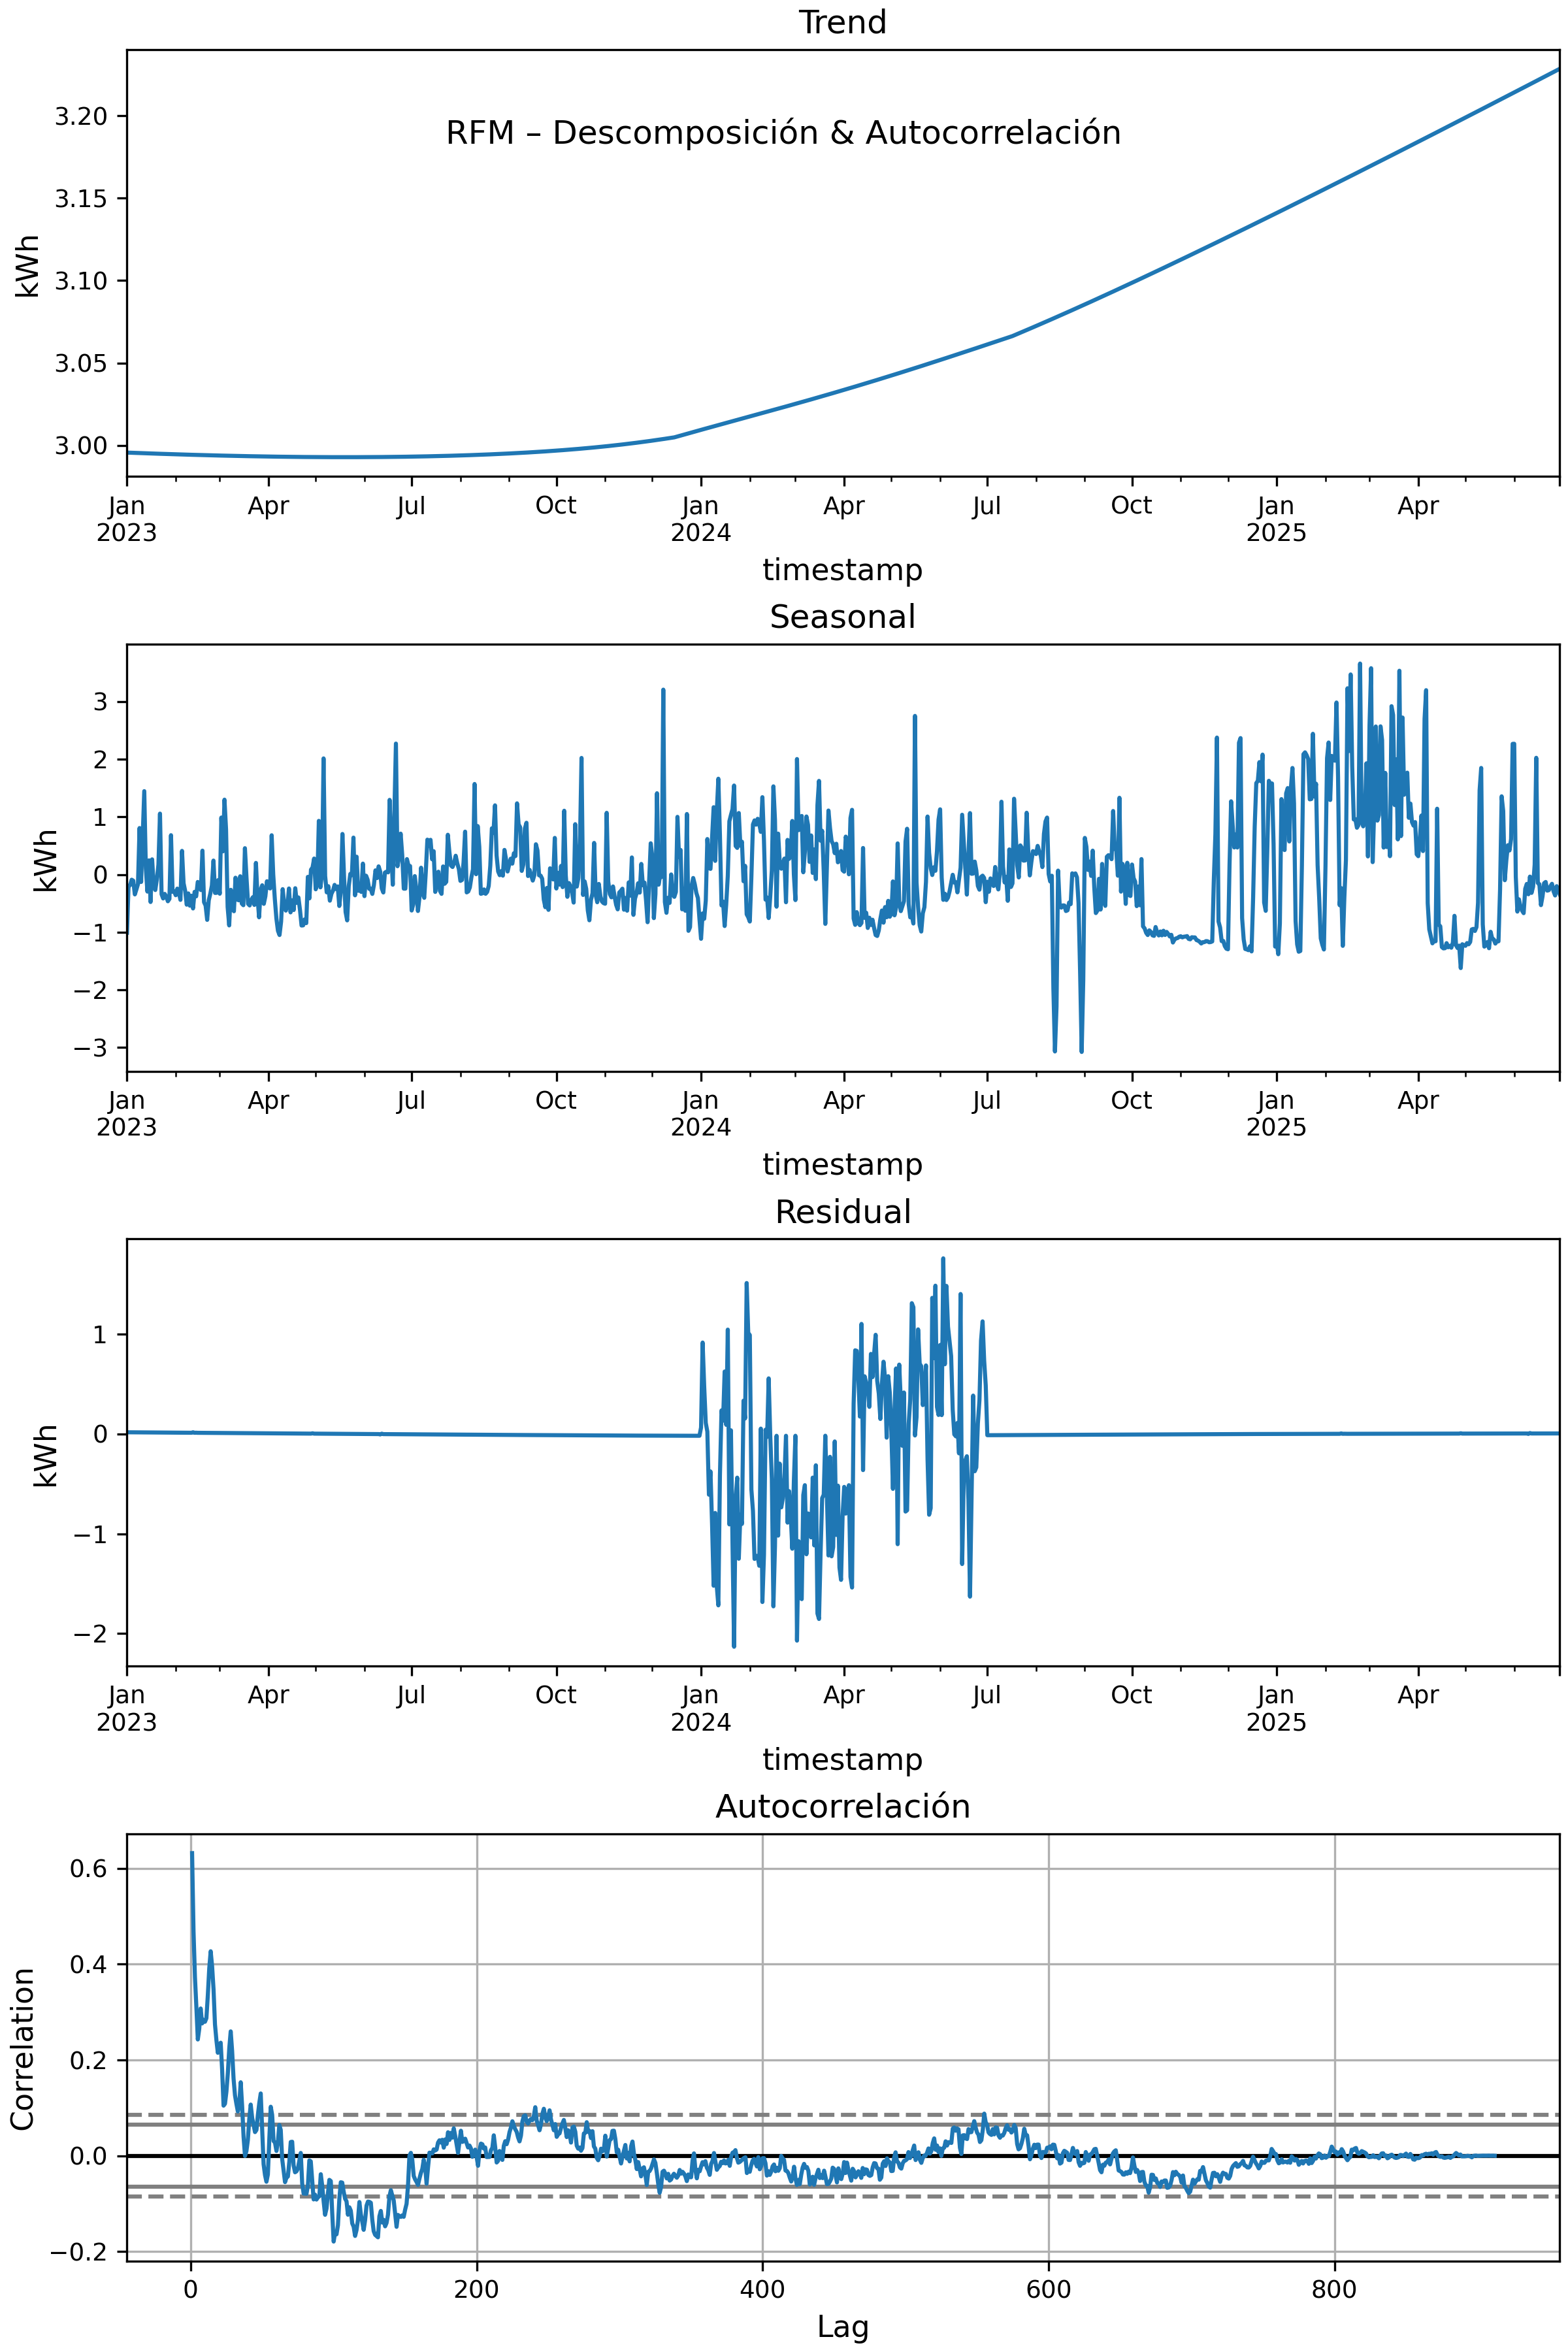 Trend
RFM – Descomposición & Autocorrelación
kWh
3.20
3.15
3.10
3.05
3.00
Jan Apr Jul Oct Jan Apr Jul Oct Jan Apr
2023 2024 2025
timestamp
Seasonal
kWh
3
2
1
0
−1
−2
−3
Jan Apr Jul Oct Jan Apr Jul Oct Jan Apr
2023 2024 2025
timestamp
Residual
kWh
1
0
−1
−2
Jan Apr Jul Oct Jan Apr Jul Oct Jan Apr
2023 2024 2025
timestamp
Autocorrelación
Correlation
0.6
0.4
0.2
0.0
−0.2
0 200 400 600 800
Lag